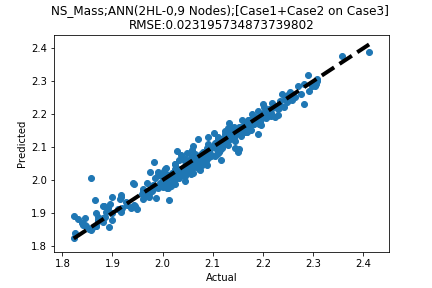 NS_Mass;ANN(2HL-0,9 Nodes);[Case1+Case2 on Case3]
RMSE:0.023195734873739802
2.4
2.3
2.2
2.1
2.0
1.9
1.8
Predicted
1.8 1.9 2.0 2.1 2.2 2.3 2.4
Actual